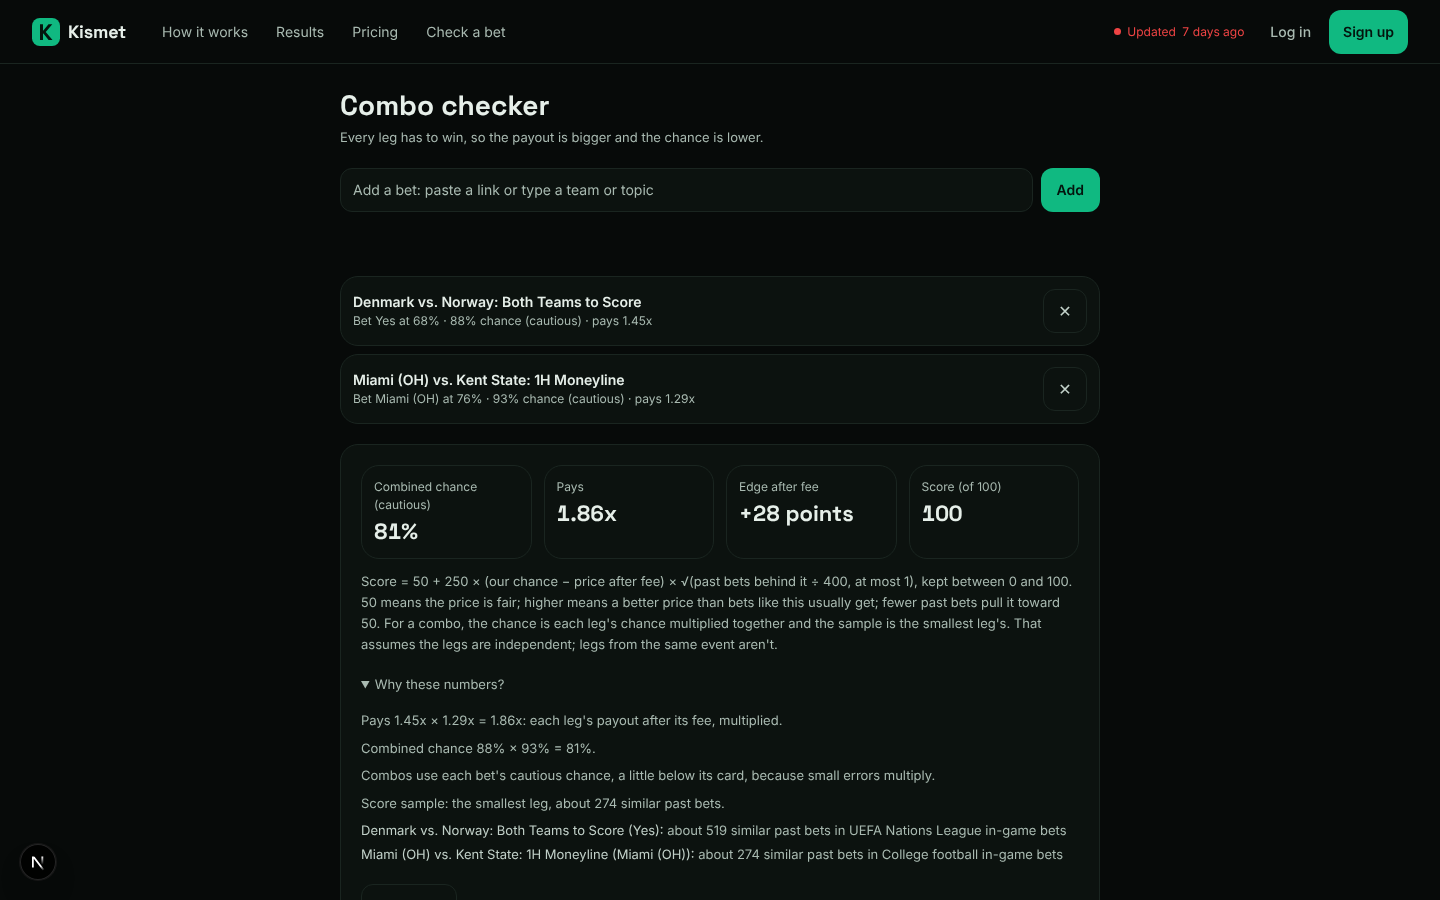 K Kismet
How it works
Results
Pricing
Check a bet
Updated 7 days ago
Log in
Sign up
Combo checker
Every leg has to win, so the payout is bigger and the chance is lower.
Add a bet: paste a link or type a team or topic
Add
Denmark vs. Norway: Both Teams to Score
Bet Yes at 68% · 88% chance (cautious) · pays 1.45x
✕
Miami (OH) vs. Kent State: 1H Moneyline
Bet Miami (OH) at 76% · 93% chance (cautious) · pays 1.29x
✕
Combined chance
(cautious)
81%
Pays
1.86x
Edge after fee
+28 points
Score (of 100)
100
Score = 50 + 250 × (our chance − price after fee) × √(past bets behind it ÷ 400, at most 1), kept between 0 and 100.
50 means the price is fair; higher means a better price than bets like this usually get; fewer past bets pull it toward
50. For a combo, the chance is each leg's chance multiplied together and the sample is the smallest leg's. That
assumes the legs are independent; legs from the same event aren't.
▼ Why these numbers?
Pays 1.45x × 1.29x = 1.86x: each leg's payout after its fee, multiplied.
Combined chance 88% × 93% = 81%.
Combos use each bet's cautious chance, a little below its card, because small errors multiply.
Score sample: the smallest leg, about 274 similar past bets.
Denmark vs. Norway: Both Teams to Score (Yes): about 519 similar past bets in UEFA Nations League in-game bets
Miami (OH) vs. Kent State: 1H Moneyline (Miami (OH)): about 274 similar past bets in College football in-game bets
N